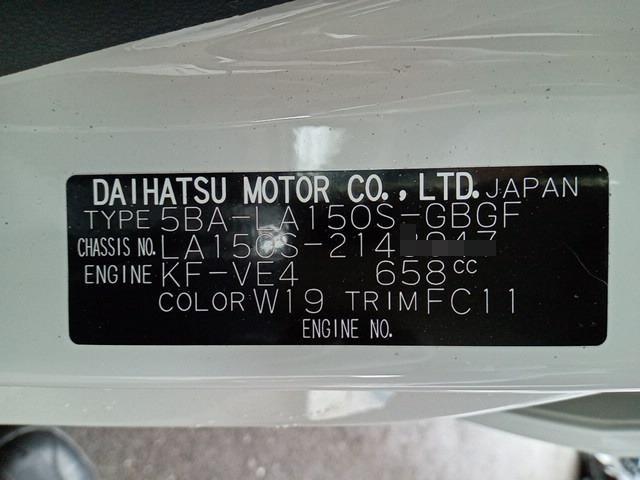 DAIHATSU MOTOR CO., LTD. JAPAN
TYPE 5BA-LA150S-GBGF
CHASSIS NO. LA150S-214
ENGINE KF-VE4 658cc
COLOR W19 TRIM FC11
ENGINE NO.